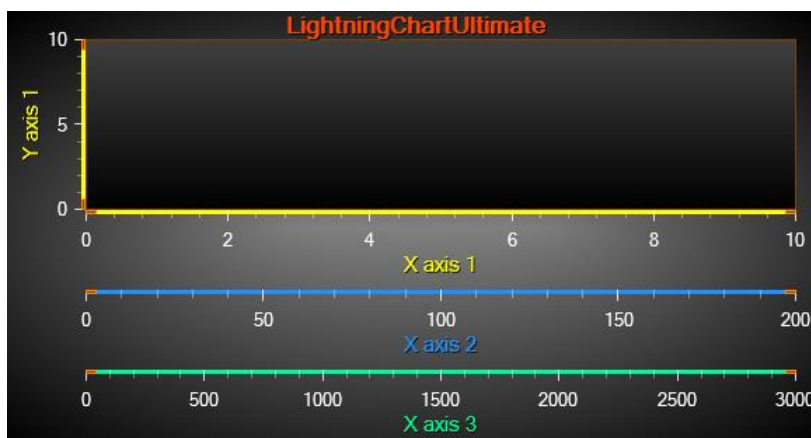 LightningChartUltimate
10
Y axis 1
5
0
0 2 4 6 8 10
X axis 1
0 50 100 150 200
X axis 2
0 500 1000 1500 2000 2500 3000
X axis 3